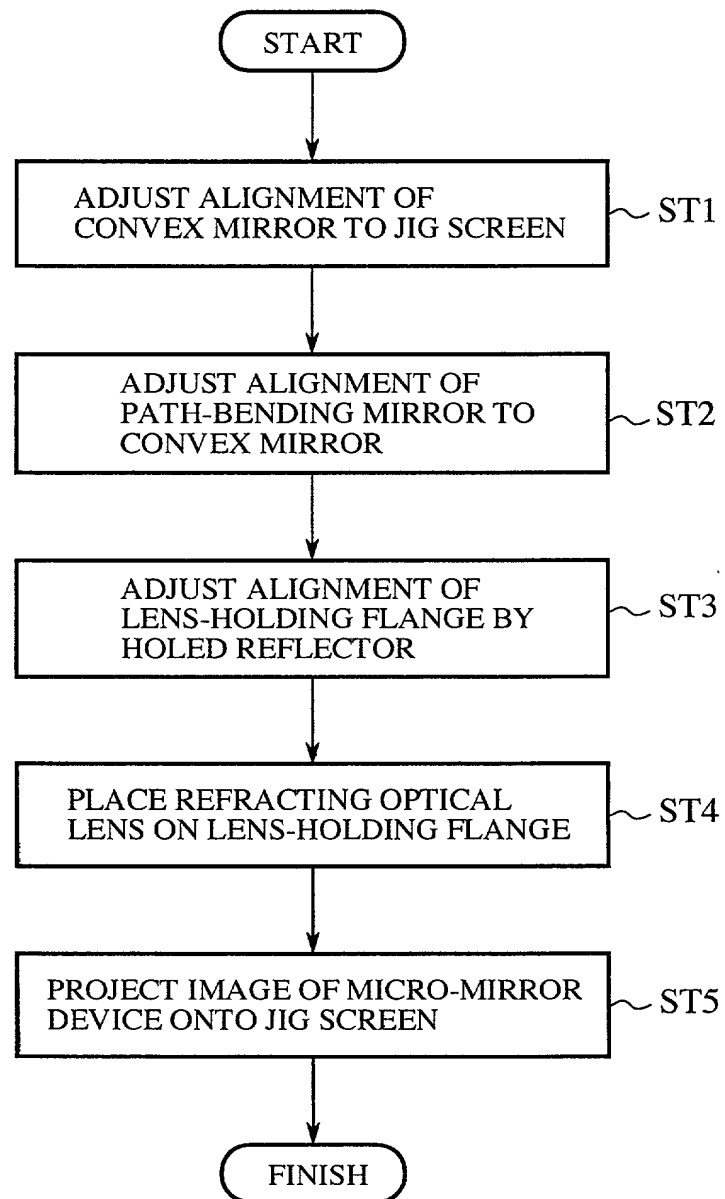 START
ADJUST ALIGNMENT OF
CONVEX MIRROR TO JIG SCREEN
ST1
ADJUST ALIGNMENT OF
PATH-BENDING MIRROR TO
CONVEX MIRROR
ST2
ADJUST ALIGNMENT OF
LENS-HOLDING FLANGE BY
HOLED REFLECTOR
ST3
PLACE REFRACTING OPTICAL
LENS ON LENS-HOLDING FLANGE
ST4
PROJECT IMAGE OF MICRO-MIRROR
DEVICE ONTO JIG SCREEN
ST5
FINISH